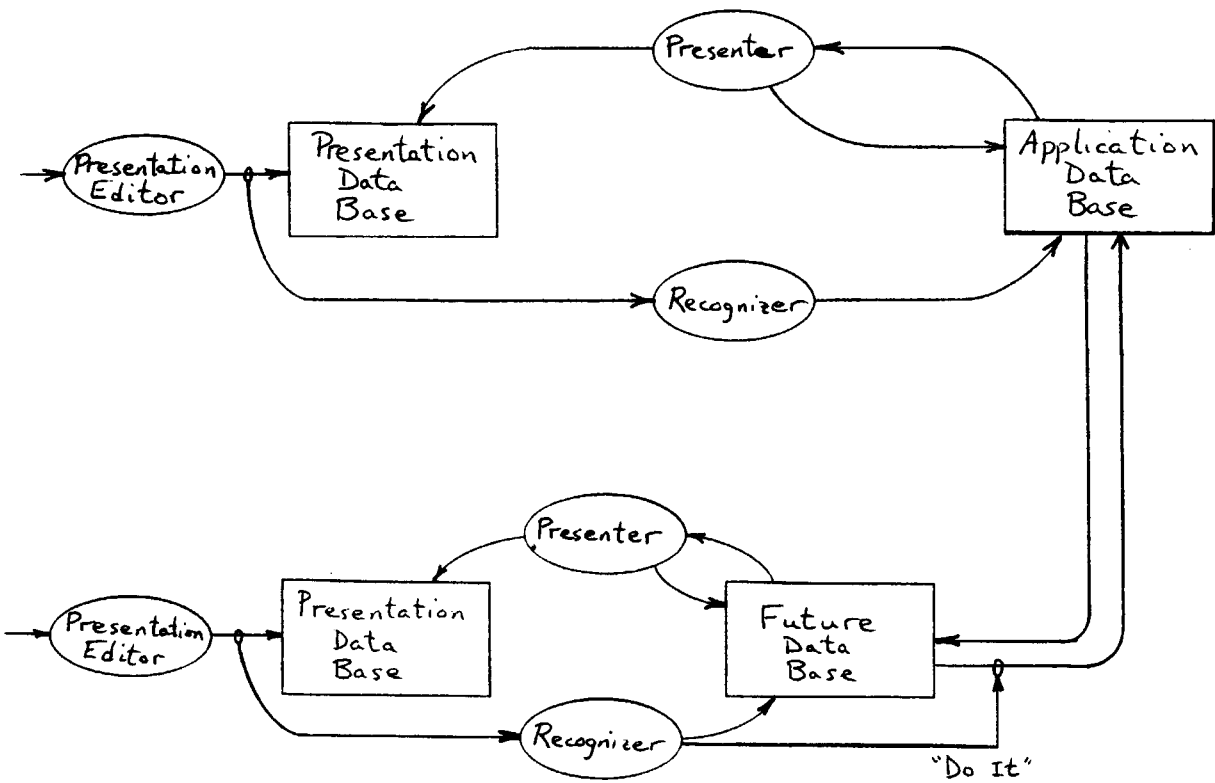 Presenter
Presentation
Data
Base
Application
Data
Base
Presentation
Editor
Recognizer
Presenter
Presentation
Data
Base
Future
Data
Base
Presentation
Editor
Recognizer
"Do It"